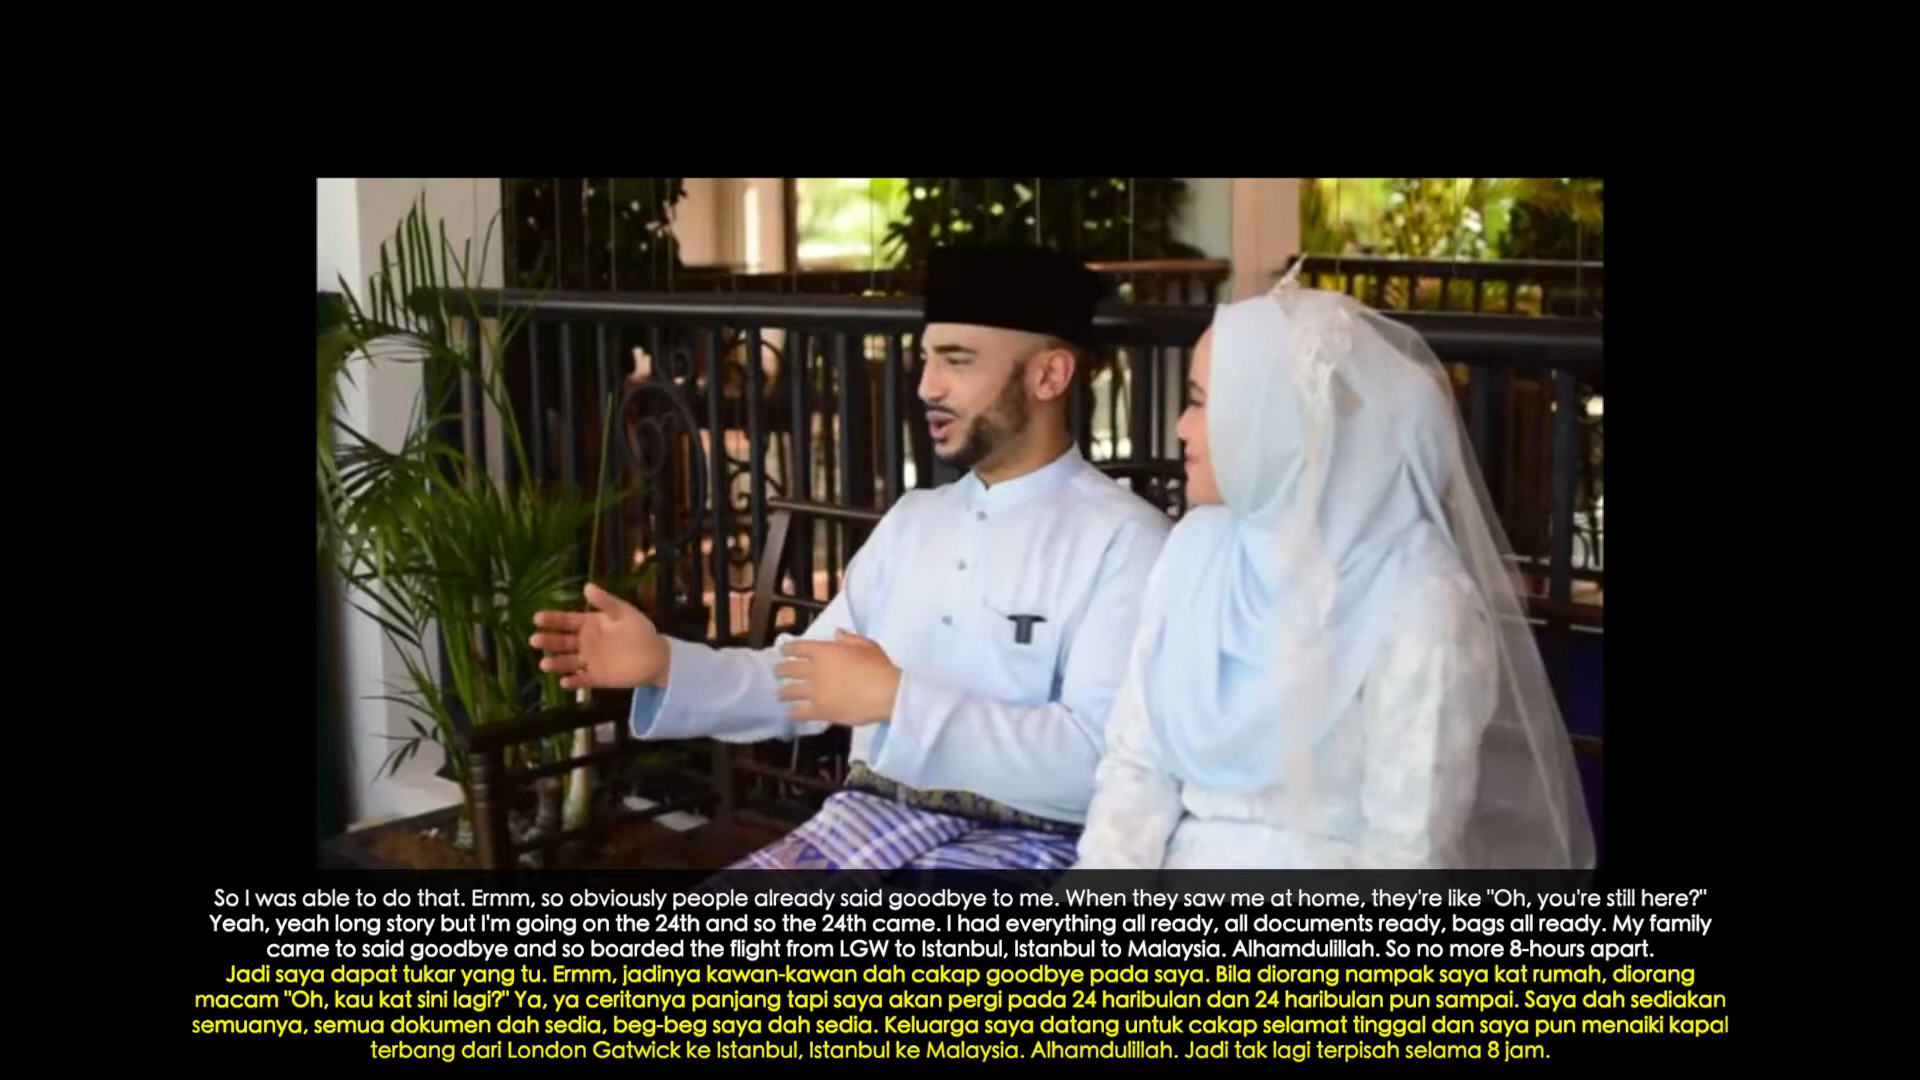 So I was able to do that. Ermm, so obviously people already said goodbye to me. When they saw me at home, they're like "Oh, you're still here?"
Yeah, yeah long story but I'm going on the 24th and so the 24th came. I had everything all ready, all documents ready, bags all ready. My family
came to said goodbye and so boarded the flight from LGW to Istanbul, Istanbul to Malaysia. Alhamdulillah. So no more 8-hours apart.
Jadi saya dapat tukar yang tu. Ermm, jadinya kawan-kawan dah cakap goodbye pada saya. Bila diorang nampak saya kat rumah, diorang
macam "Oh, kau kat sini lagi?" Ya, ya ceritanya panjang tapi saya akan pergi pada 24 haribulan dan 24 haribulan pun sampai. Saya dah sediakan
semuanya, semua dokumen dah sedia, beg-beg saya dah sedia. Keluarga saya datang untuk cakap selamat tinggal dan saya pun menaiki kapal
terbang dari London Gatwick ke Istanbul, Istanbul ke Malaysia. Alhamdulillah. Jadi tak lagi terpisah selama 8 jam.